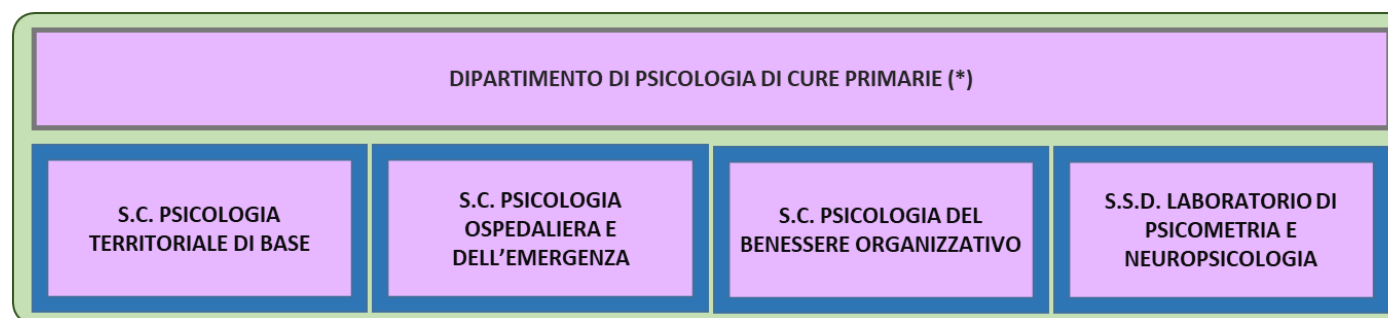 DIPARTIMENTO DI PSICOLOGIA DI CURE PRIMARIE (*)
S.C. PSICOLOGIA
TERRITORIALE DI BASE
S.C. PSICOLOGIA
OSPEDALIERA E
DELL’EMERGENZA
S.C. PSICOLOGIA DEL
BENESSERE ORGANIZZATIVO
S.S.D. LABORATORIO DI
PSICOMETRIA E
NEUROPSICOLOGIA